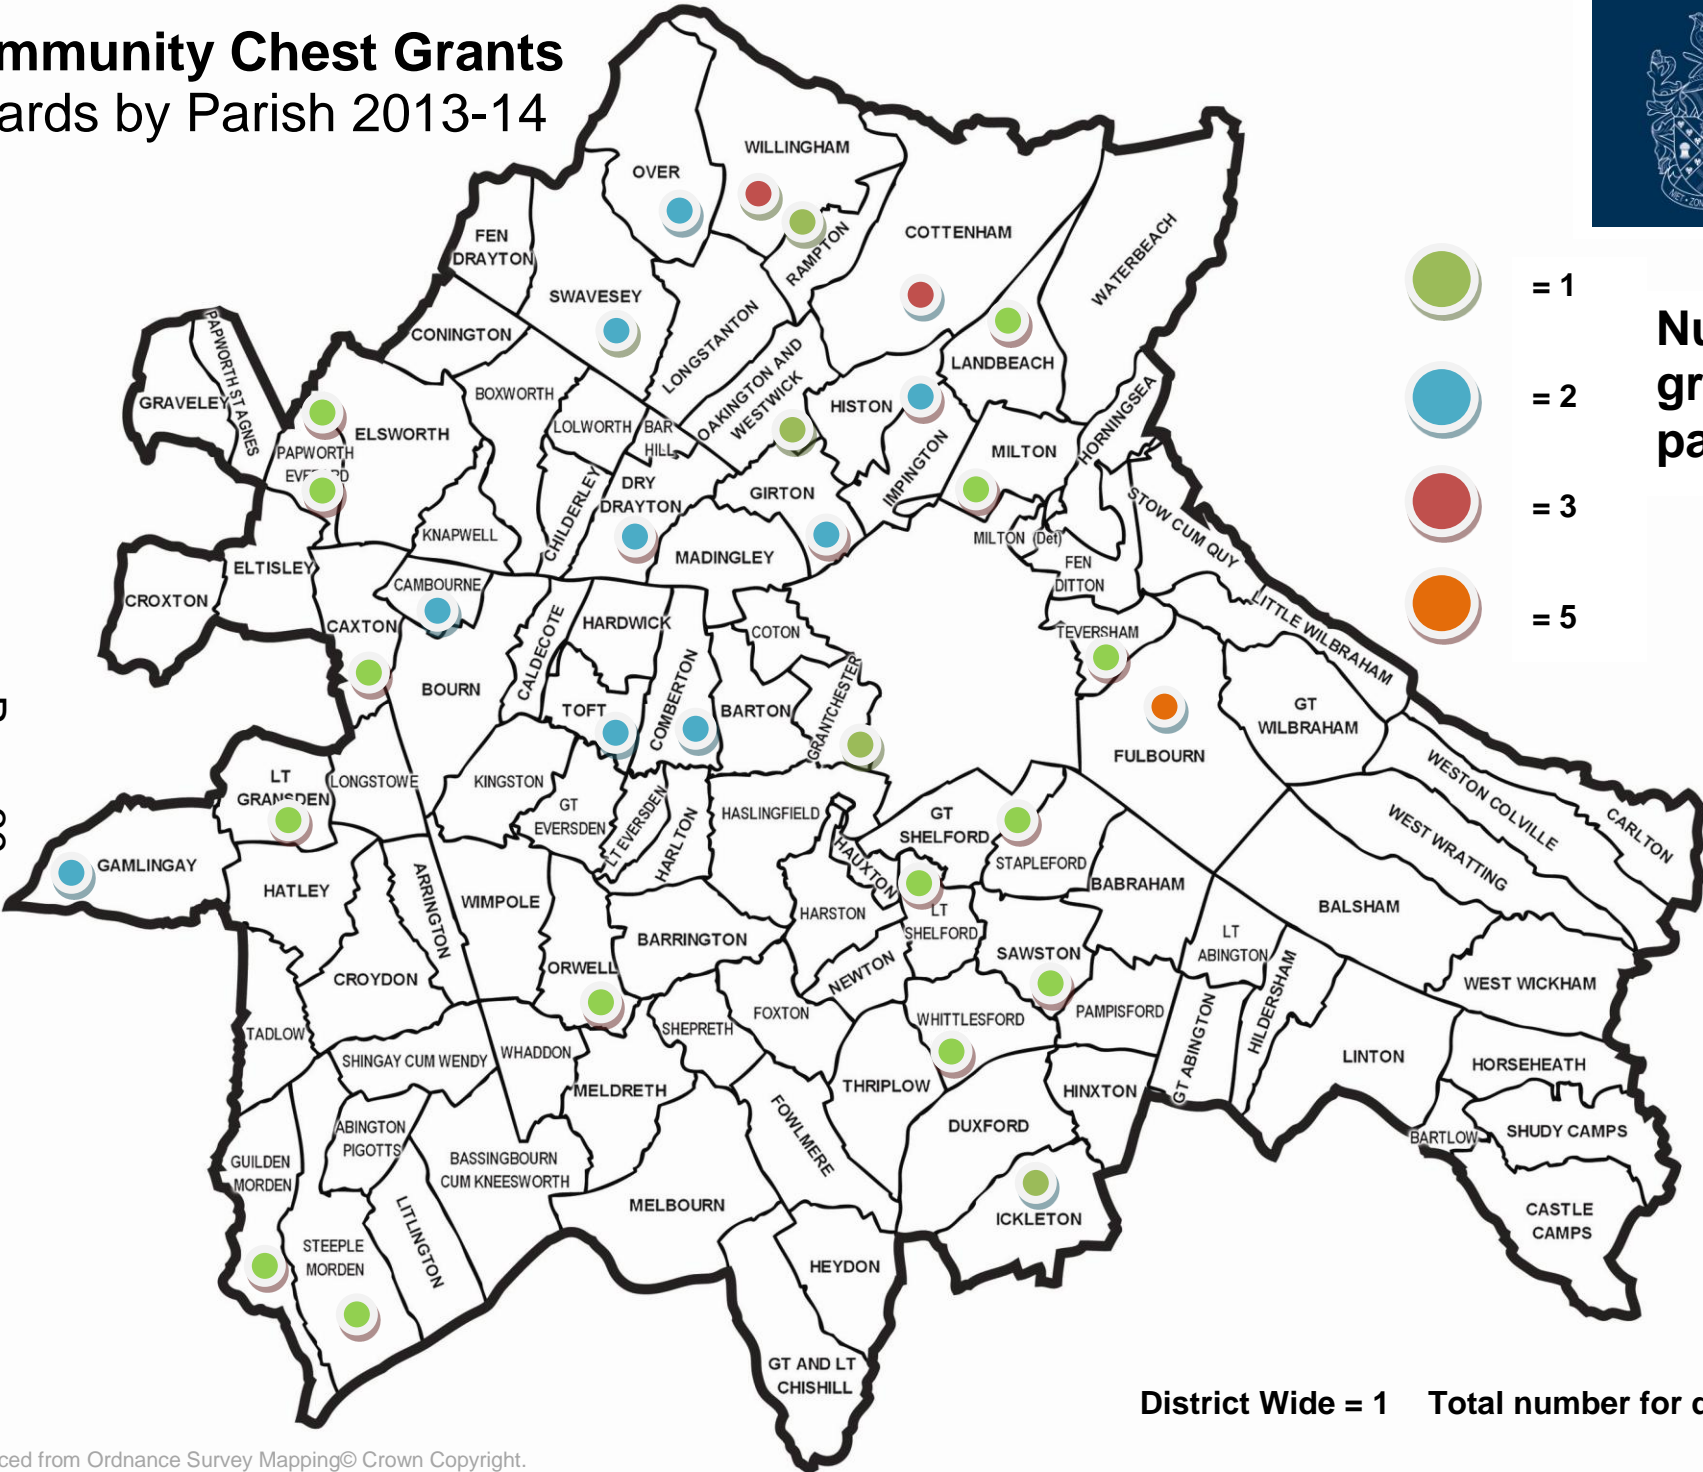 mmunity Chest Grants
ards by Parish 2013-14
WILLINGHAM
OVER
COTTENHAM
FEN
DRAYTON
RAMPTON
WATERBEACH
SWAVESEY
= 1
CONINGTON
LONGSTANTON
PAPWORTH ST AGNES
LANDBEACH
OAKINGTON AND
WESTWICK
Nu
gr
pa
= 2
GRAVELEY
BOXWORTH
HISTON
HORNINGSEA
ELSWORTH
LOLWORTH
BAR
HILL
PAPWORTH
IMPINGTON
MILTON
DRY
DRAYTON
GIRTON
= 3
CHILDERLEY
STOW CUM QUY
KNAPWELL
MILTON (Det)
MADINGLEY
FEN
DITTON
ELTISLEY
CAMBOURNE
CROXTON
CAXTON
HARDWICK
COTON
TEVERSHAM
LITTLE WILBRAHAM
= 5
CALDECOTE
BOURN
COMBERTON
TOFT
BARTON
GRANTCHESTER
GT
WILBRAHAM
FULBOURN
LT
GRANSDEN
LONGSTOWE
KINGSTON
GT
EVERSDEN
LT EVERSDEN
HARLTON
HASLINGFIELD
GT
SHELFORD
STAPLEFORD
WESTON COLVILLE
WEST WRATTING
CARLTON
GAMLINGAY
HATLEY
ARRINGTON
WIMPOLE
HAUXTON
BABRAHAM
BALSHAM
HARSTON
LT
SHELFORD
BARRINGTON
LT
ABINGTON
SAWSTON
ORWELL
CROYDON
NEWTON
HILDERSHAM
WEST WICKHAM
FOXTON
WHITTLESFORD
PAMPISFORD
TADLOW
SHEPRETH
SHINGAY CUM WENDY
WHADDON
GT ABINGTON
LINTON
HORSEHEATH
MELDRETH
THRIPLOW
HINXTON
ABINGTON
PIGOTTS
FOWLMERE
DUXFORD
BARTLOW
SHUDY CAMPS
GUILDEN
MORDEN
BASSINGBOURN
CUM KNEESWORTH
MELBOURN
ICKLETON
CASTLE
CAMPS
LITLINGTON
STEEPLE
MORDEN
HEYDON
GT AND LT
CHISHILL
District Wide = 1 Total number for
ced from Ordnance Survey Mapping© Crown Copyright.